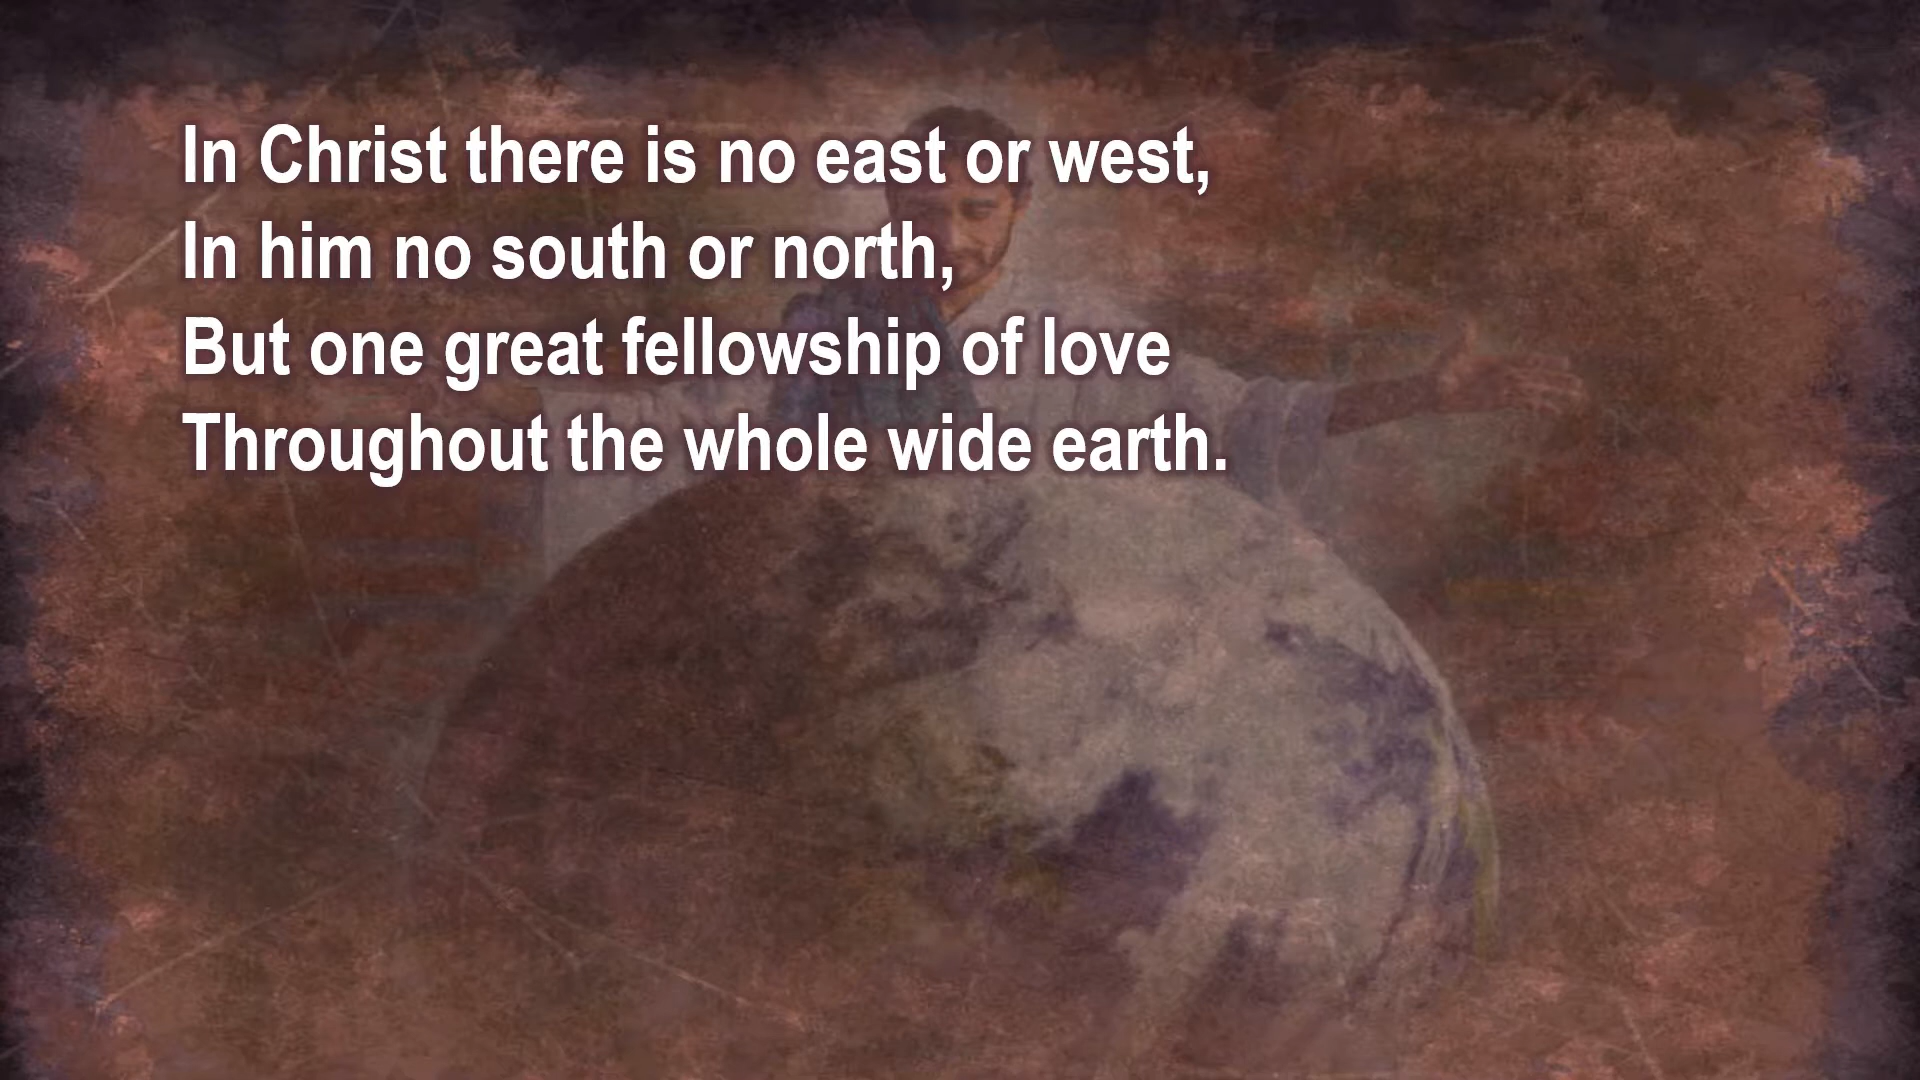 In Christ there is no east or west,
In him no south or north,
But one great fellowship of love
Throughout the whole wide earth.